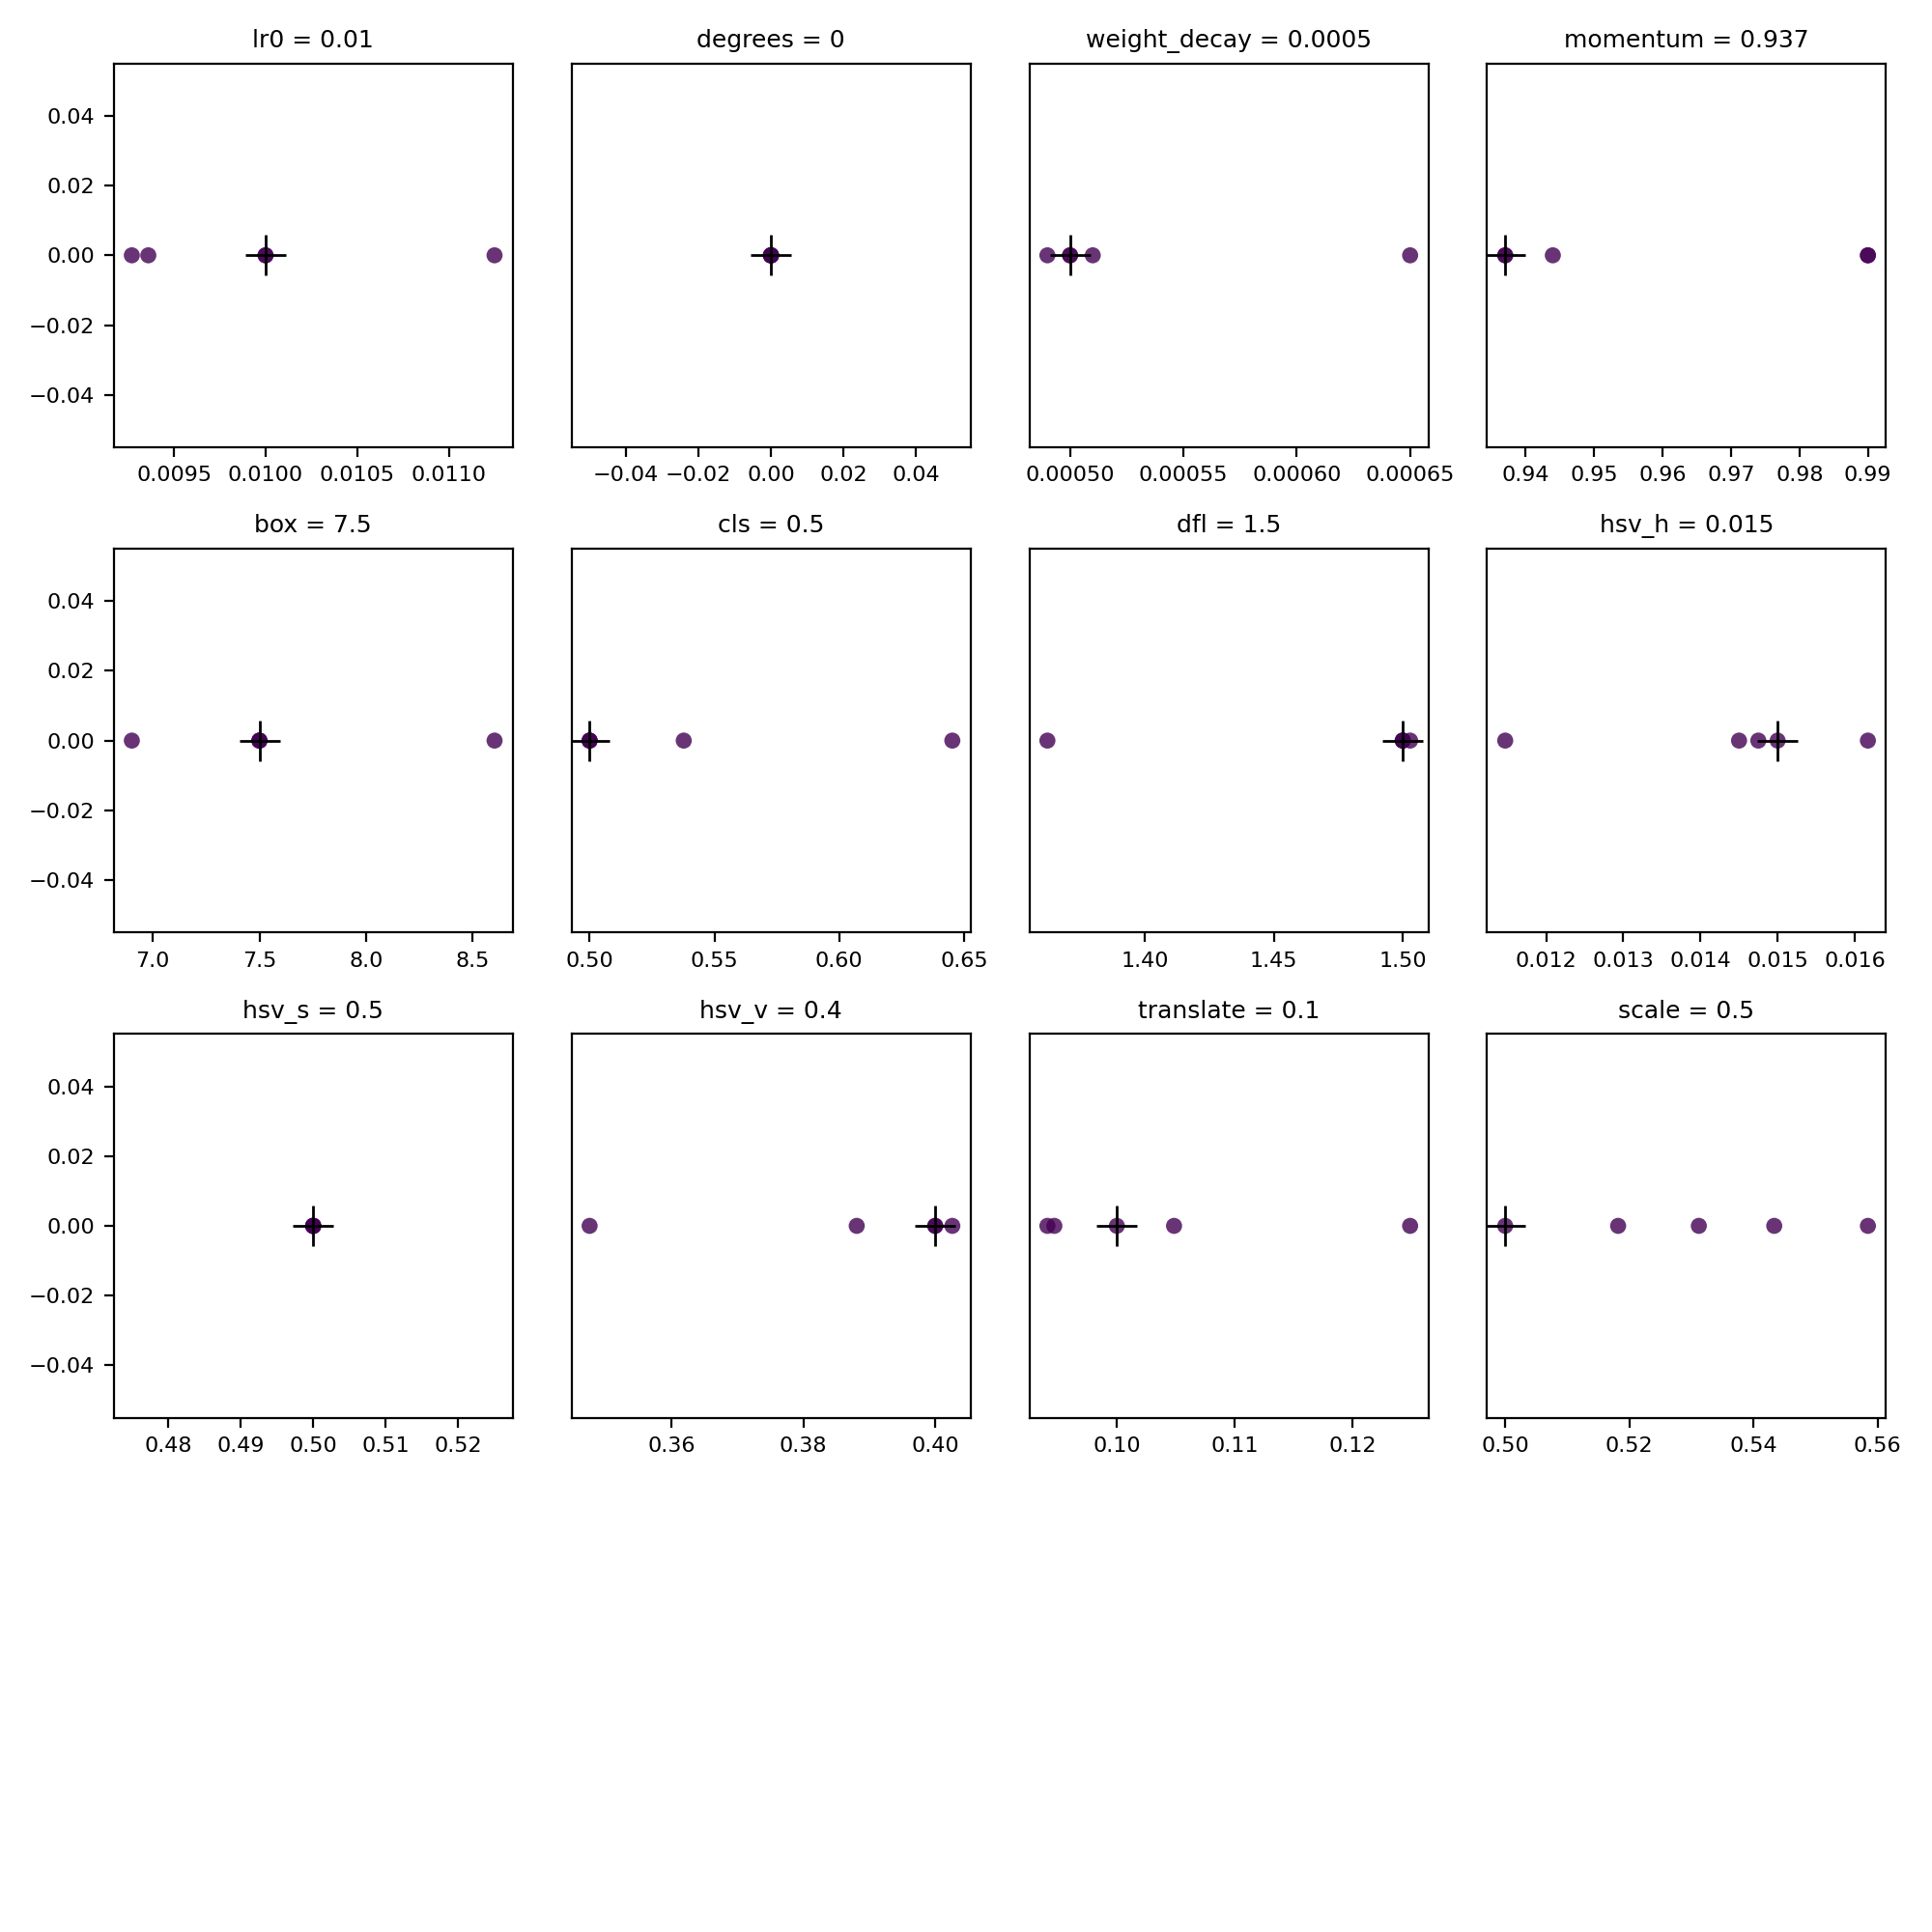 lr0 = 0.01
degrees = 0
weight_decay = 0.0005
momentum = 0.937
0.04
0.02
0.00
−0.02
−0.04
0.0095 0.0100 0.0105 0.0110
−0.04 −0.02 0.00 0.02 0.04
0.00050 0.00055 0.00060 0.00065
0.94 0.95 0.96 0.97 0.98 0.99
box = 7.5
cls = 0.5
dfl = 1.5
hsv_h = 0.015
0.04
0.02
0.00
−0.02
−0.04
7.0 7.5 8.0 8.5
0.50 0.55 0.60 0.65
1.40 1.45 1.50
0.012 0.013 0.014 0.015 0.016
hsv_s = 0.5
hsv_v = 0.4
translate = 0.1
scale = 0.5
0.04
0.02
0.00
−0.02
−0.04
0.48 0.49 0.50 0.51 0.52
0.36 0.38 0.40
0.10 0.11 0.12
0.50 0.52 0.54 0.56